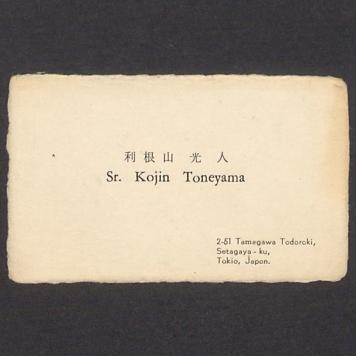 利根山 光 人
Sr. Kojin Toneyama
2-51 Tamagawa Todoroki,
Setagaya - ku,
Tokio, Japon.